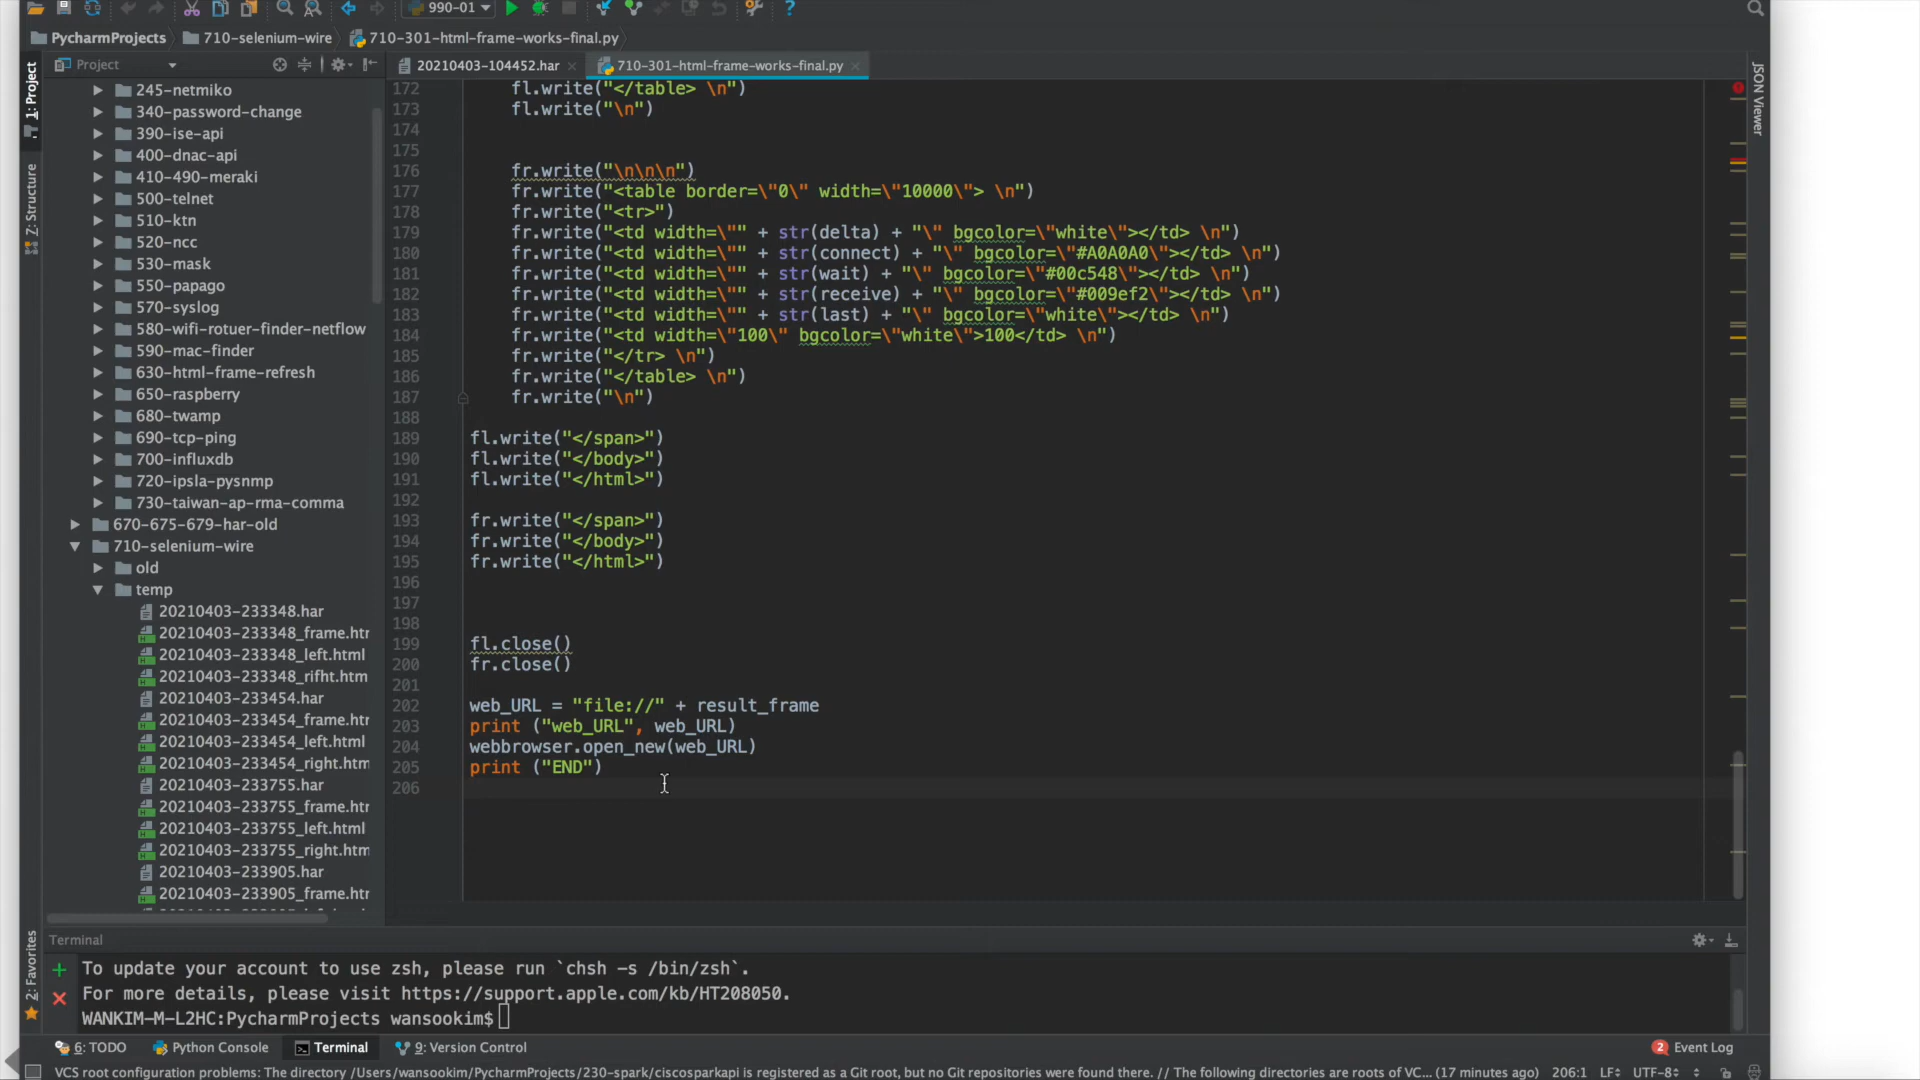 990-01
PycharmProjects 710-selenium-wire 710-301-html-frame-works-final.py
Project
20210403-104452.har
710-301-html-frame-works-final.py
1: Project
7: Structure
2: Favorites
JSON Viewer
245-netmiko
340-password-change
390-ise-api
400-dnac-api
410-490-meraki
500-telnet
510-ktn
520-ncc
530-mask
550-papago
570-syslog
580-wifi-rotuer-finder-netflow
590-mac-finder
630-html-frame-refresh
650-raspberry
680-twamp
690-tcp-ping
700-influxdb
720-ipsla-pysnmp
730-taiwan-ap-rma-comma
670-675-679-har-old
710-selenium-wire
old
temp
20210403-233348.har
20210403-233348_frame.htr
20210403-233348_left.html
20210403-233348_rifht.htm
20210403-233454.har
20210403-233454_frame.htr
20210403-233454_left.html
20210403-233454_right.htm
20210403-233755.har
20210403-233755_frame.htr
20210403-233755_left.html
20210403-233755_right.htm
20210403-233905.har
20210403-233905_frame.htr
172 fl.write("</table> \n")
173 fl.write("\n")
174
175
176 fr.write("\n\n\n")
177 fr.write("<table border=\"0\" width=\"10000\"> \n")
178 fr.write("<tr>")
179 fr.write("<td width=\"" + str(delta) + "\" bgcolor=\"white\"></td> \n")
180 fr.write("<td width=\"" + str(connect) + "\" bgcolor=\"#A0A0A0\"></td> \n")
181 fr.write("<td width=\"" + str(wait) + "\" bgcolor=\"#00c548\"></td> \n")
182 fr.write("<td width=\"" + str(receive) + "\" bgcolor=\"#009ef2\"></td> \n")
183 fr.write("<td width=\"" + str(last) + "\" bgcolor=\"white\"></td> \n")
184 fr.write("<td width=\"100\" bgcolor=\"white\">100</td> \n")
185 fr.write("</tr> \n")
186 fr.write("</table> \n")
187 fr.write("\n")
188
189 fl.write("</span>")
190 fl.write("</body>")
191 fl.write("</html>")
192
193 fr.write("</span>")
194 fr.write("</body>")
195 fr.write("</html>")
196
197
198
199 fl.close()
200 fr.close()
201
202 web_URL = "file://" + result_frame
203 print ("web_URL", web_URL)
204 webbrowser.open_new(web_URL)
205 print ("END")
206
Terminal
To update your account to use zsh, please run `chsh -s /bin/zsh`.
For more details, please visit https://support.apple.com/kb/HT208050.
WANKIM-M-L2HC:PycharmProjects wansookim$
6: TODO Python Console Terminal 9: Version Control
2 Event Log
VCS root configuration problems: The directory /Users/wansookim/PycharmProjects/230-spark/ciscosparkapi is registered as a Git root, but no Git repositories were found there. // The following directories are roots of VC... (17 minutes ago) 206:1 LF UTF-8